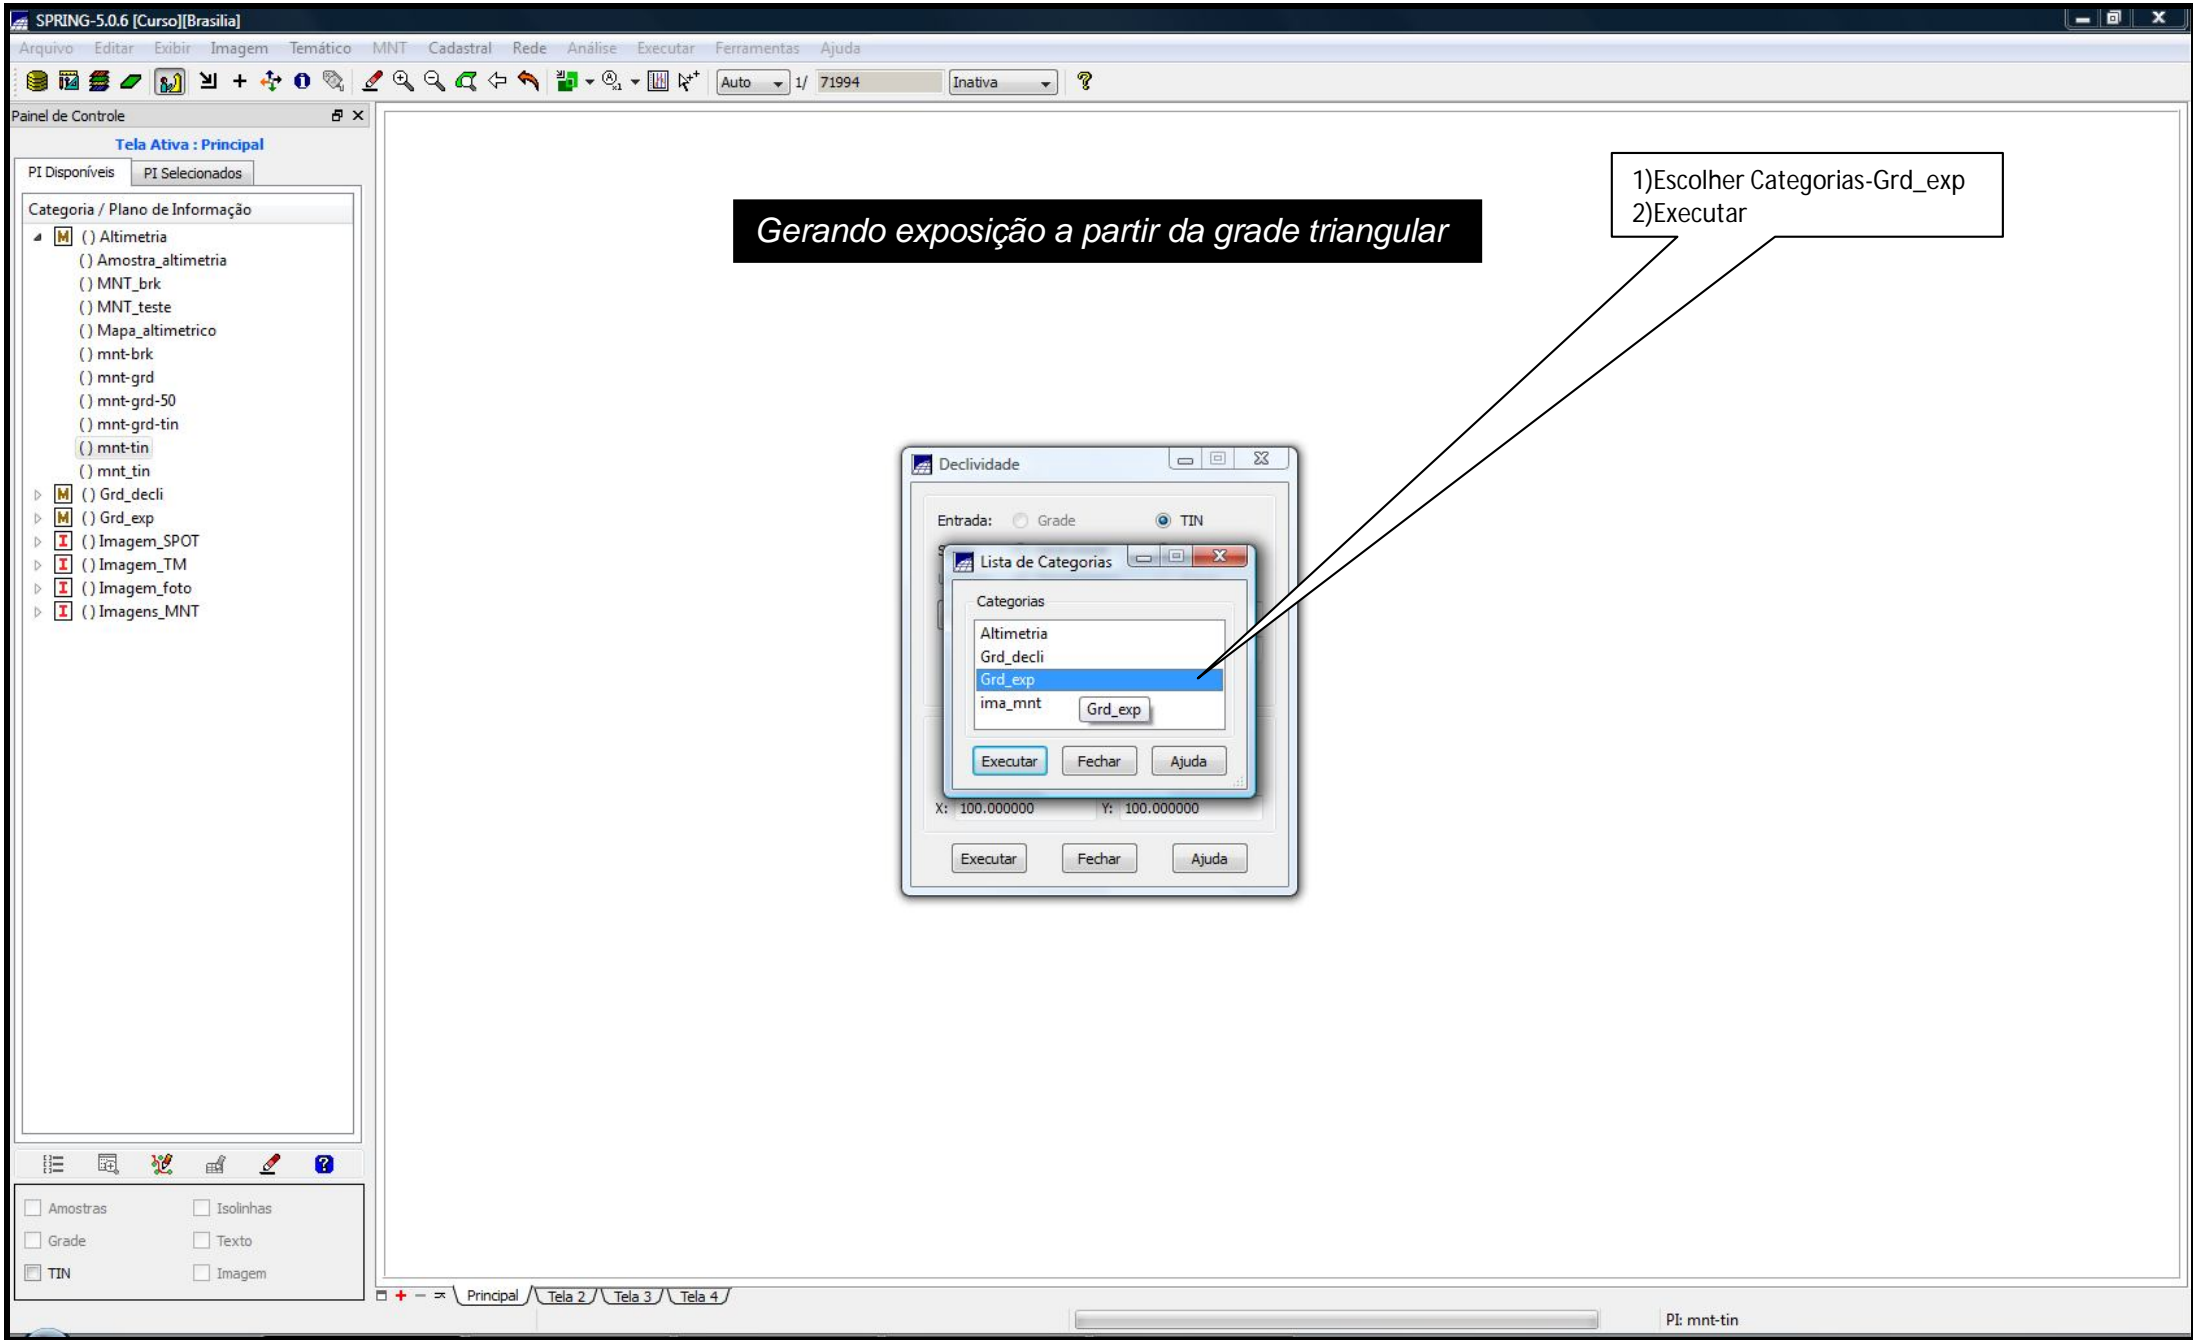 SPRING-5.0.6 [Curso][Brasilia]
Arquivo Editar Exibir Imagem Temático MNT Cadastral Rede Análise Executar Ferramentas Ajuda
Auto 1/ 71994 Inativa
Painel de Controle
Tela Ativa : Principal
PI Disponíveis PI Selecionados
Categoria / Plano de Informação
M () Altimetria
() Amostra_altimetria
() MNT_brk
() MNT_teste
() Mapa_altimetrico
() mnt-brk
() mnt-grd
() mnt-grd-50
() mnt-grd-tin
() mnt-tin
() mnt_tin
M () Grd_decli
M () Grd_exp
I () Imagem_SPOT
I () Imagem_TM
I () Imagem_foto
I () Imagens_MNT
Amostras Isolinhas
Grade Texto
TIN Imagem
Gerando exposição a partir da grade triangular
1)Escolher Categorias-Grd_exp
2)Executar
Declividade
Entrada: Grade TIN
Lista de Categorias
Categorias
Altimetria
Grd_decli
Grd_exp
ima_mnt
Grd_exp
Executar Fechar Ajuda
X: 100.000000 Y: 100.000000
Executar Fechar Ajuda
Principal Tela 2 Tela 3 Tela 4
PI: mnt-tin